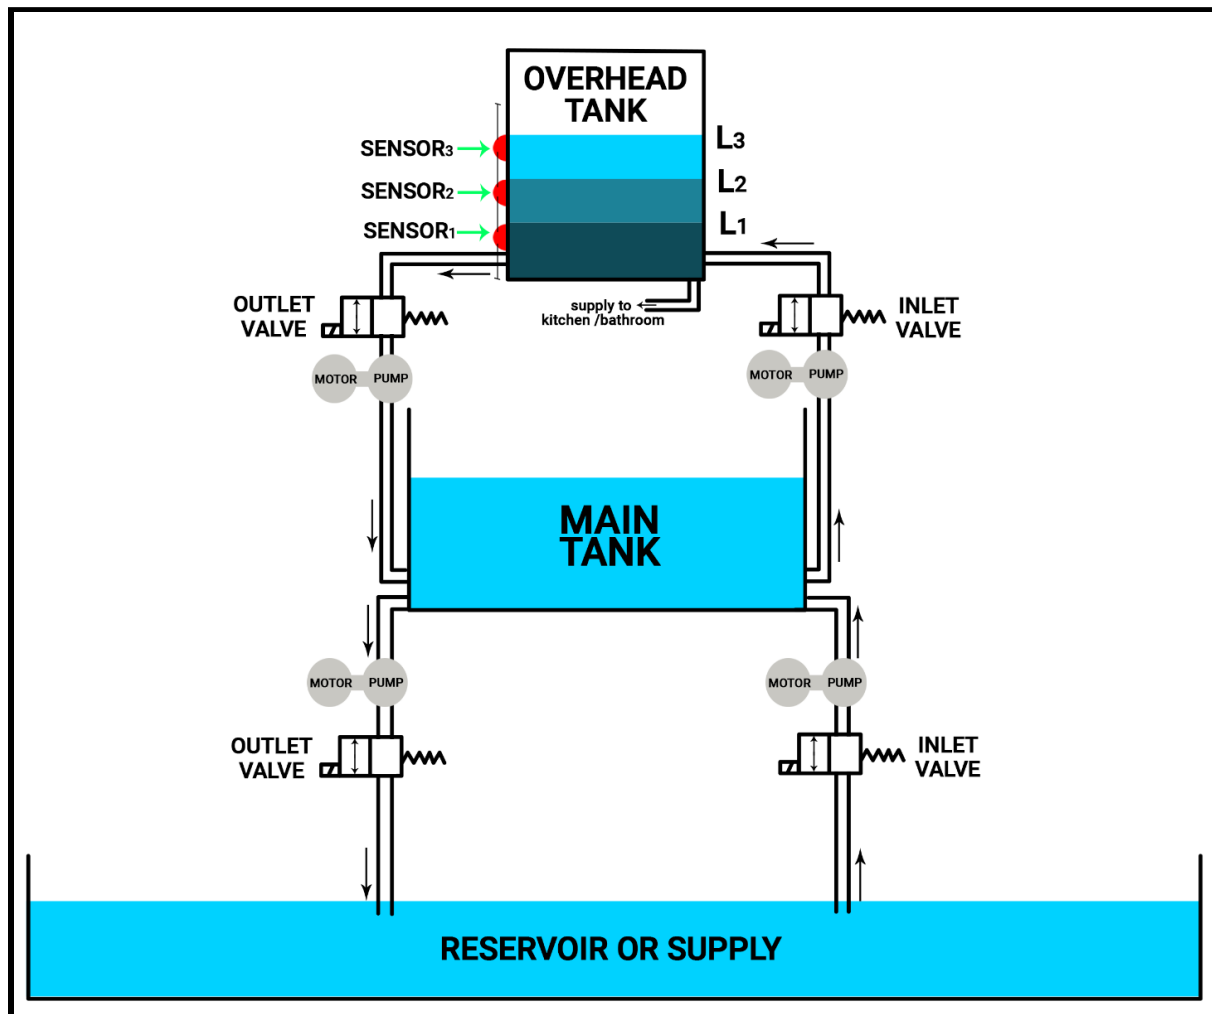 OVERHEAD
TANK
SENSOR3
L3
SENSOR2
L2
SENSOR1
L1
OUTLET
VALVE
supply to
kitchen /bathroom
INLET
VALVE
MOTOR PUMP
MOTOR PUMP
MAIN
TANK
MOTOR PUMP
MOTOR PUMP
OUTLET
VALVE
INLET
VALVE
RESERVOIR OR SUPPLY